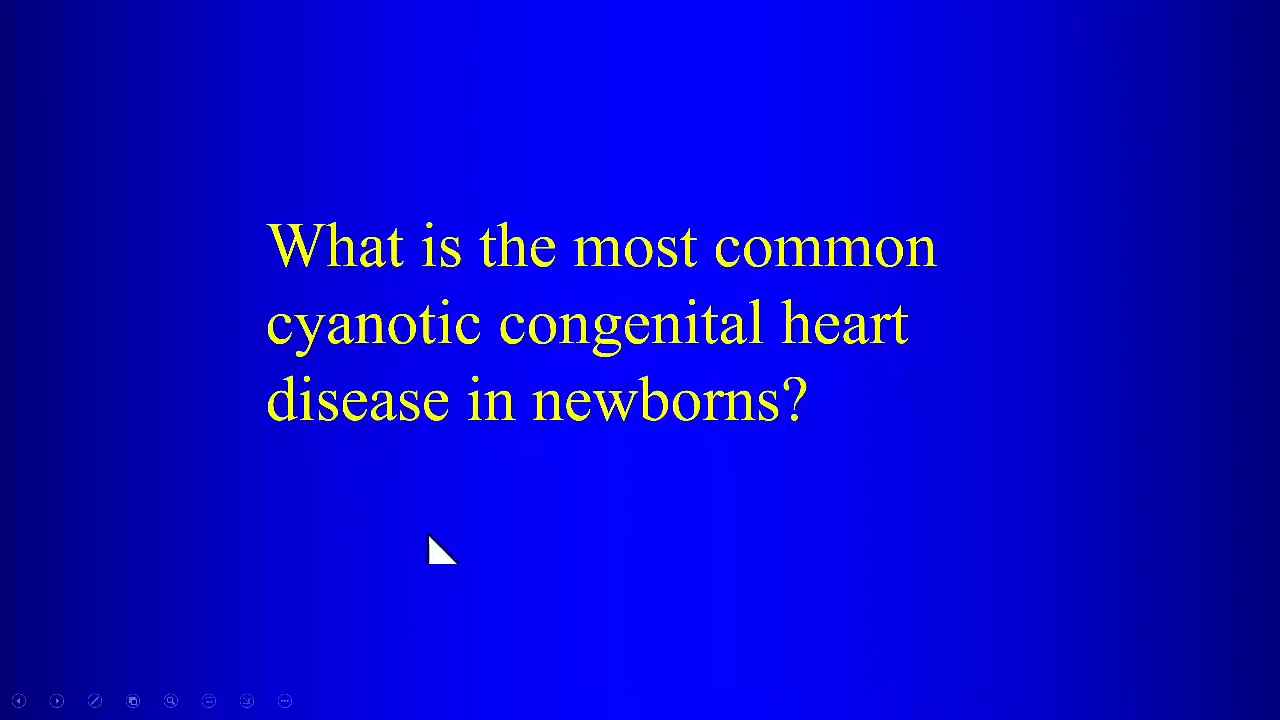 What is the most common
cyanotic congenital heart
disease in newborns?